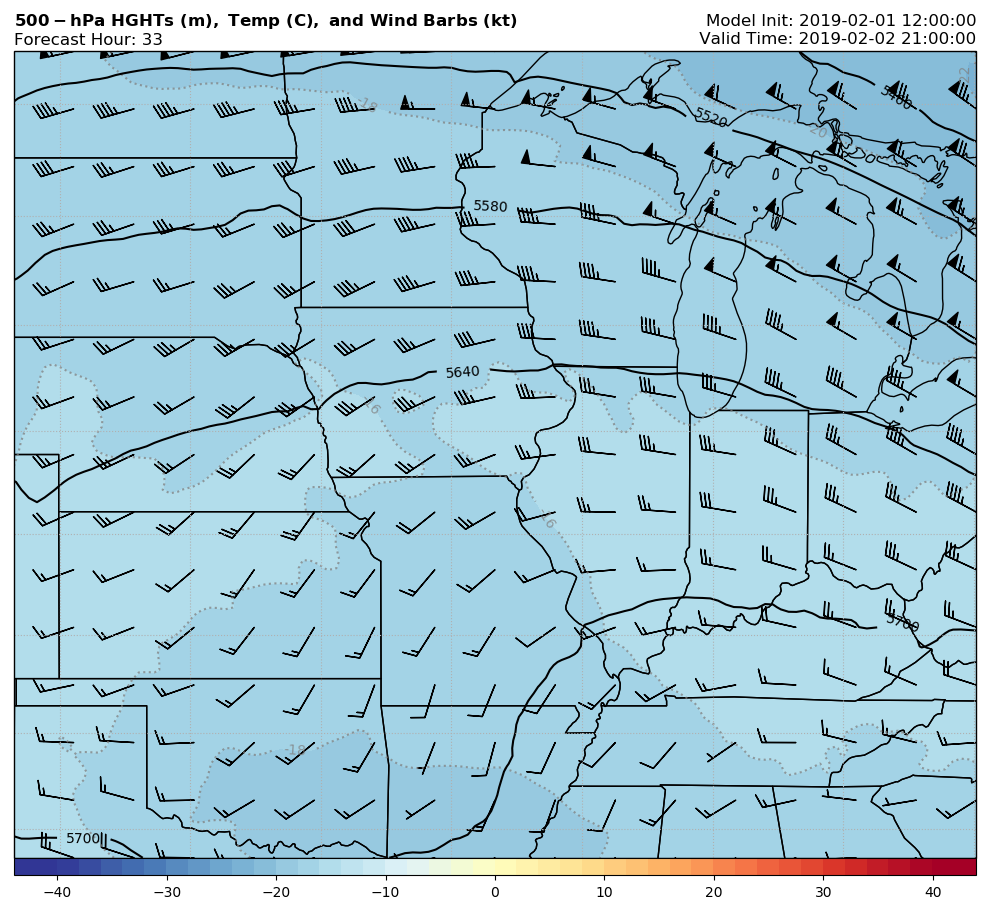 500-hPa HGHTs (m), Temp (C), and Wind Barbs (kt)
Forecast Hour: 33
Model Init: 2019-02-01 12:00:00
Valid Time: 2019-02-02 21:00:00
-22
5460
-18
5520
-20
5580
5640
-16
-16
5700
-18
5700
-40 -30 -20 -10 0 10 20 30 40